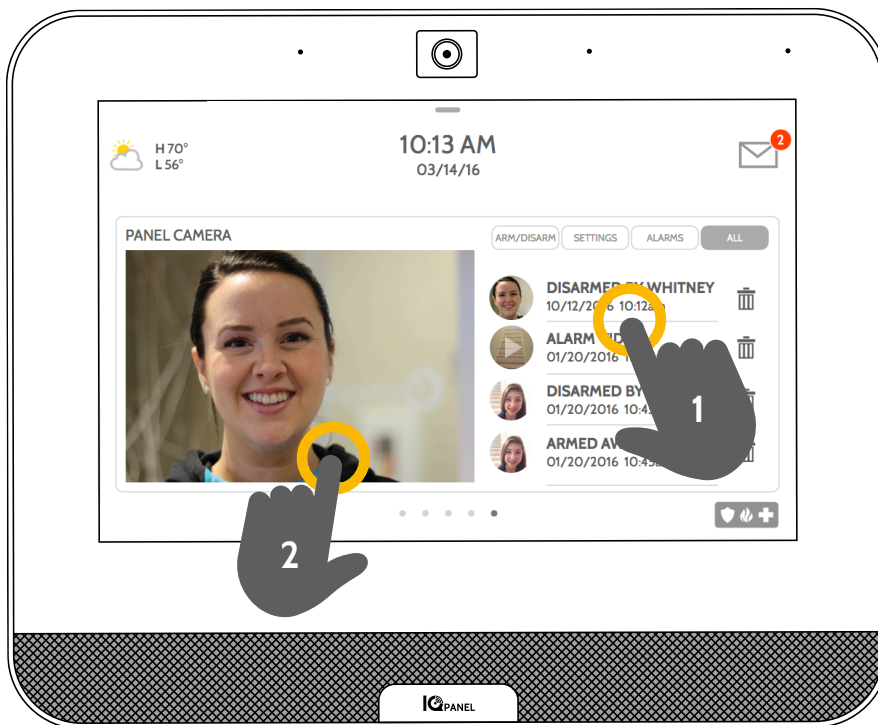 H 70°
L 56°
10:13 AM
03/14/16
2
PANEL CAMERA
ARM/DISARM
SETTINGS
ALARMS
ALL
DISARMED BY WHITNEY
10/12/2016 10:12am
ALARM
01/20/2016
DISARMED BY
01/20/2016
ARMED
01/20/2016
1
2
IQ PANEL